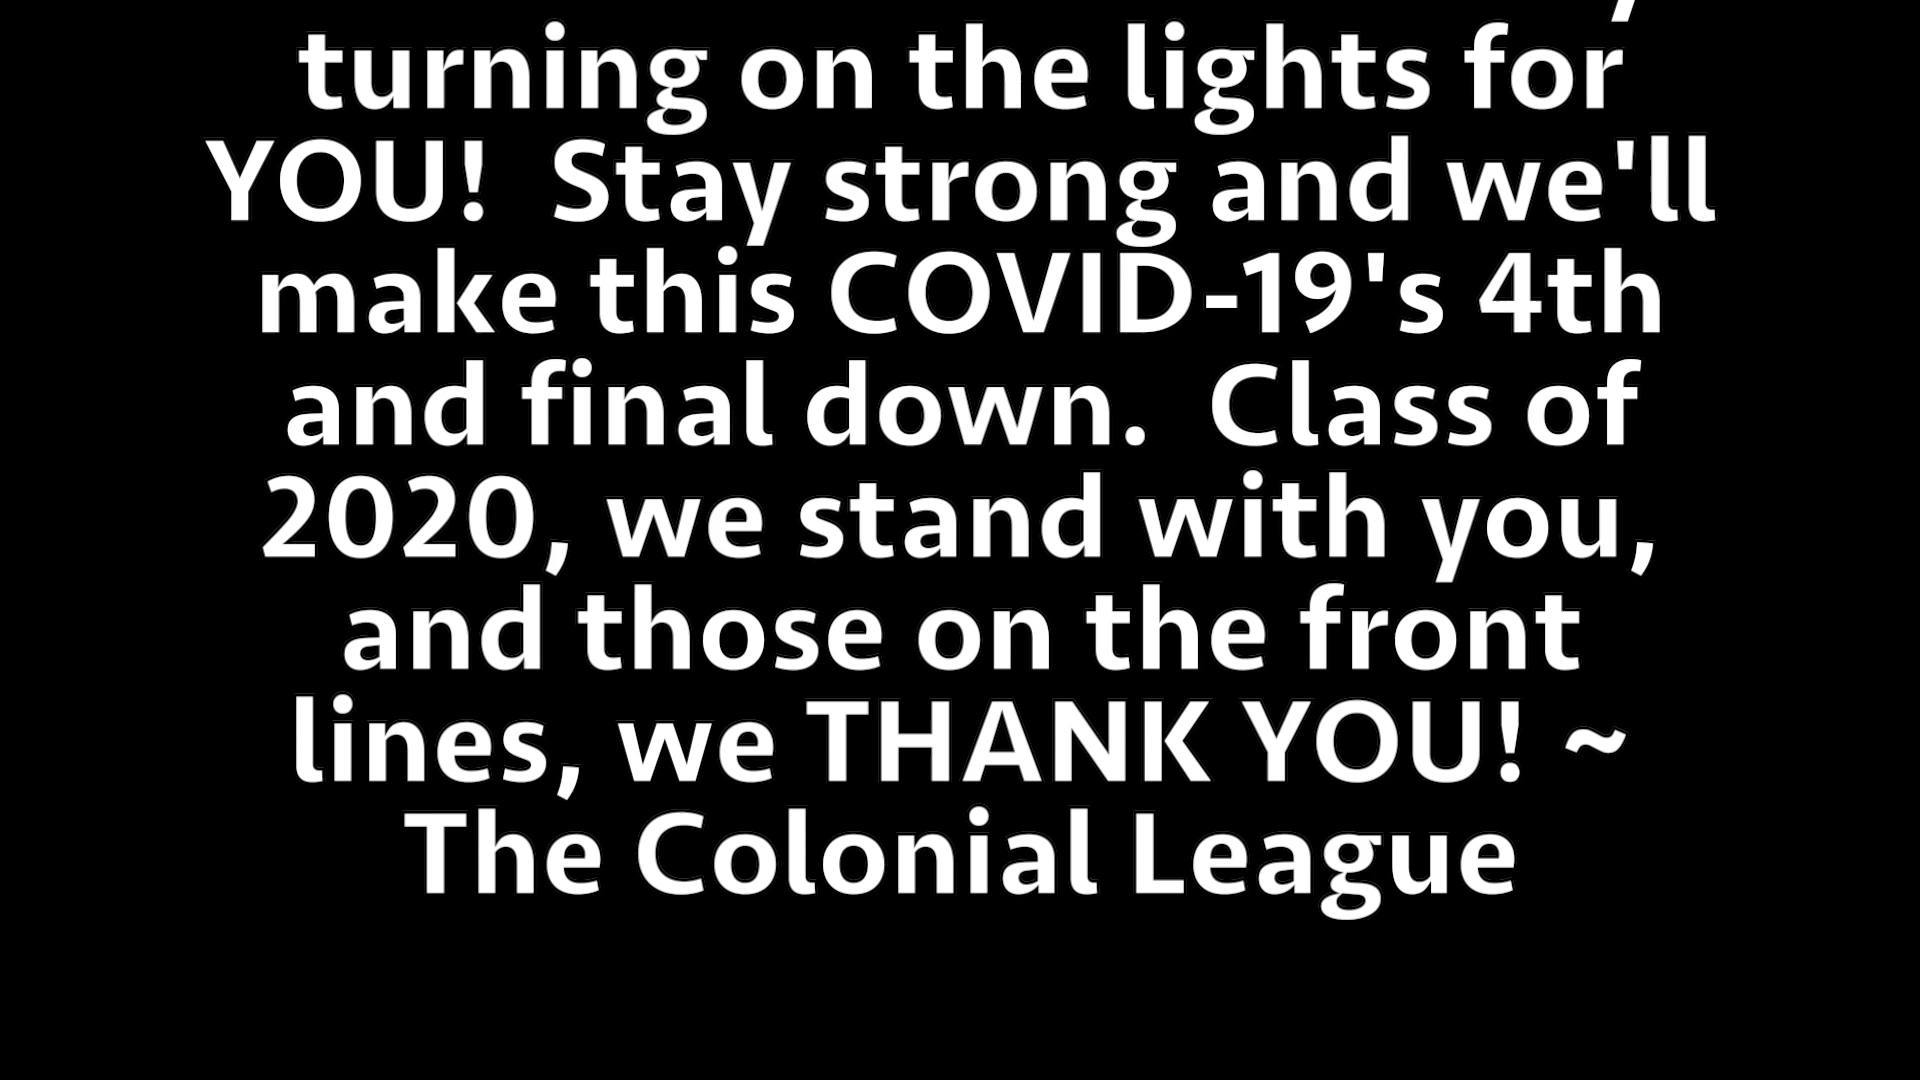 turning on the lights for
YOU!  Stay strong and we'll
make this COVID-19's 4th
and final down.  Class of
2020, we stand with you,
and those on the front
lines, we THANK YOU! ~
The Colonial League